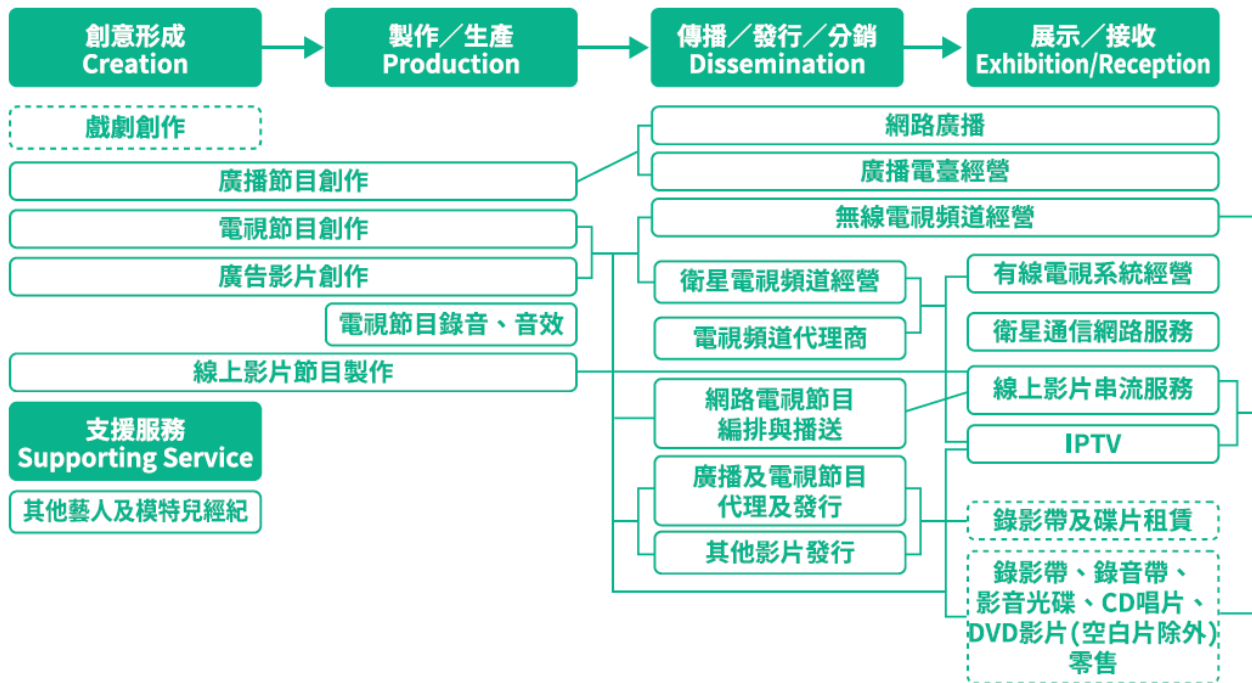 創意形成
Creation
製作／生產
Production
傳播／發行／分銷
Dissemination
展示／接收
Exhibition/Reception
戲劇創作
網路廣播
廣播節目創作
廣播電臺經營
電視節目創作
無線電視頻道經營
廣告影片創作
衛星電視頻道經營
有線電視系統經營
電視節目錄音、音效
電視頻道代理商
衛星通信網路服務
線上影片節目製作
網路電視節目
編排與播送
線上影片串流服務
支援服務
Supporting Service
IPTV
其他藝人及模特兒經紀
廣播及電視節目
代理及發行
錄影帶及碟片租賃
其他影片發行
錄影帶、錄音帶、
影音光碟、CD唱片、
DVD影片(空白片除外)
零售